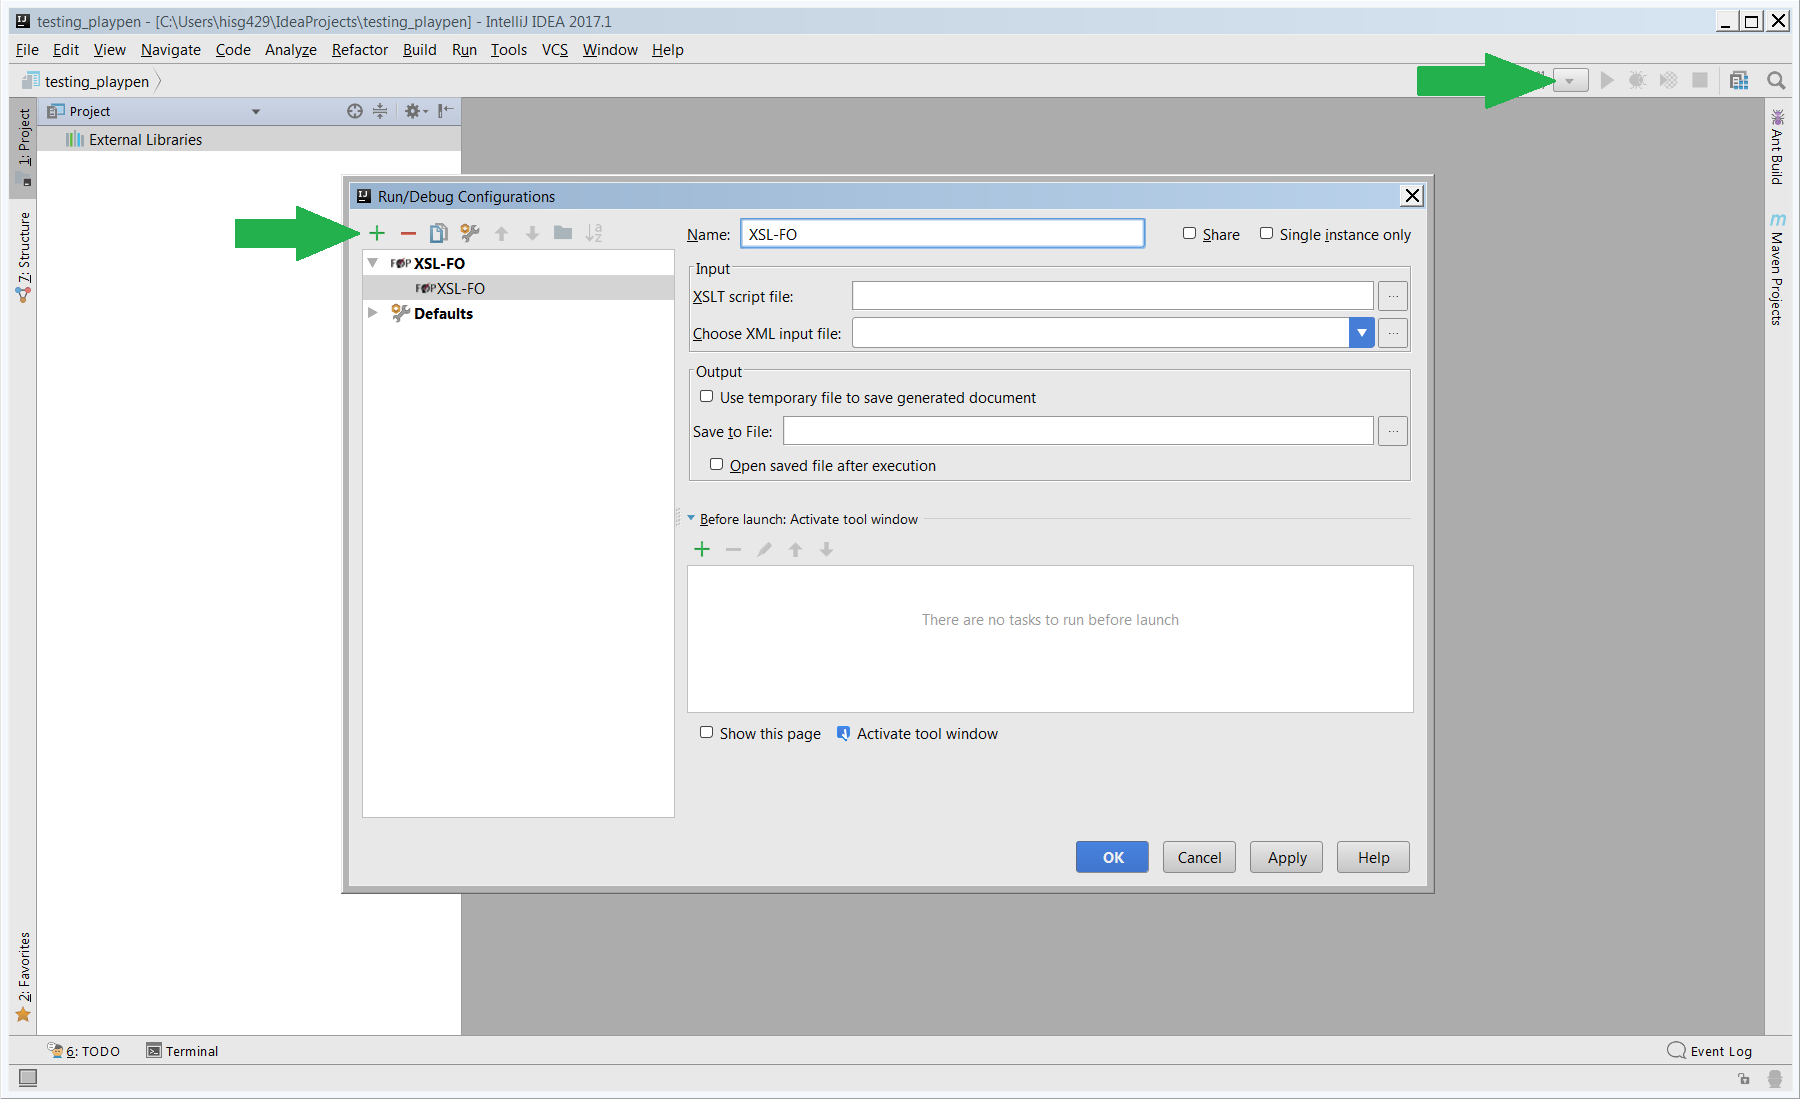 testing_playpen - [C:\Users\hisg429\IdeaProjects\testing_playpen] - IntelliJ IDEA 2017.1
File Edit View Navigate Code Analyze Refactor Build Run Tools VCS Window Help
testing_playpen
1: Project
Project
External Libraries
7: Structure
2: Favorites
Ant Build
m
Maven Projects
Run/Debug Configurations
XSL-FO
FOP XSL-FO
Defaults
Name: XSL-FO
Share
Single instance only
Input
XSLT script file:
Choose XML input file:
Output
Use temporary file to save generated document
Save to File:
Open saved file after execution
Before launch: Activate tool window
There are no tasks to run before launch
Show this page
Activate tool window
OK Cancel Apply Help
6: TODO
Terminal
Event Log